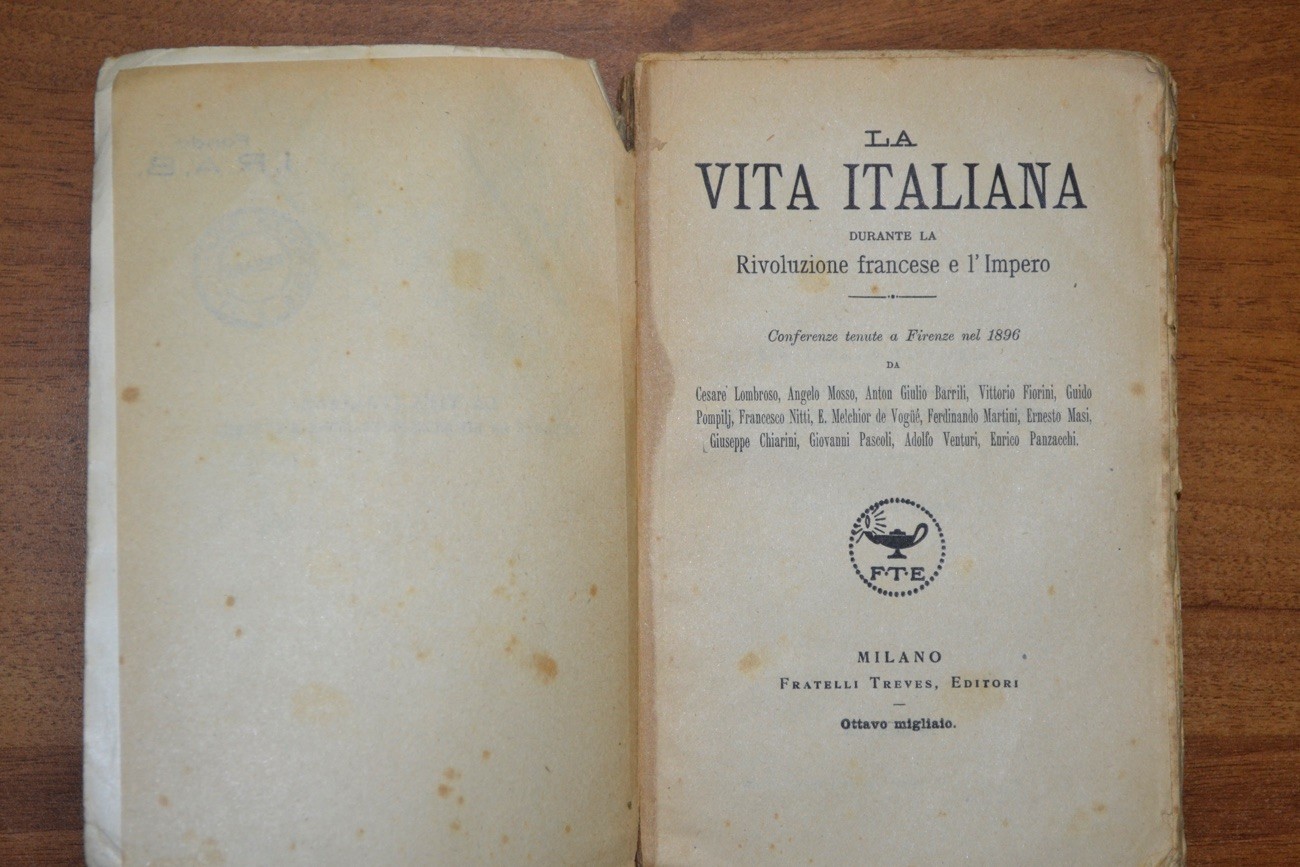 LA
VITA ITALIANA
DURANTE LA
Rivoluzione francese e l'Impero
Conferenze tenute a Firenze nel 1896
DA
Cesare Lombroso, Angelo Mosso, Anton Giulio Barrili, Vittorio Fiorini, Guido
Pompilj, Francesco Nitti, E. Melchior de Vogüé, Ferdinando Martini, Ernesto Masi,
Giuseppe Chiarini, Giovanni Pascoli, Adolfo Venturi, Enrico Panzacchi.
F·T·E
MILANO
FRATELLI TREVES, EDITORI
Ottavo migliaio.